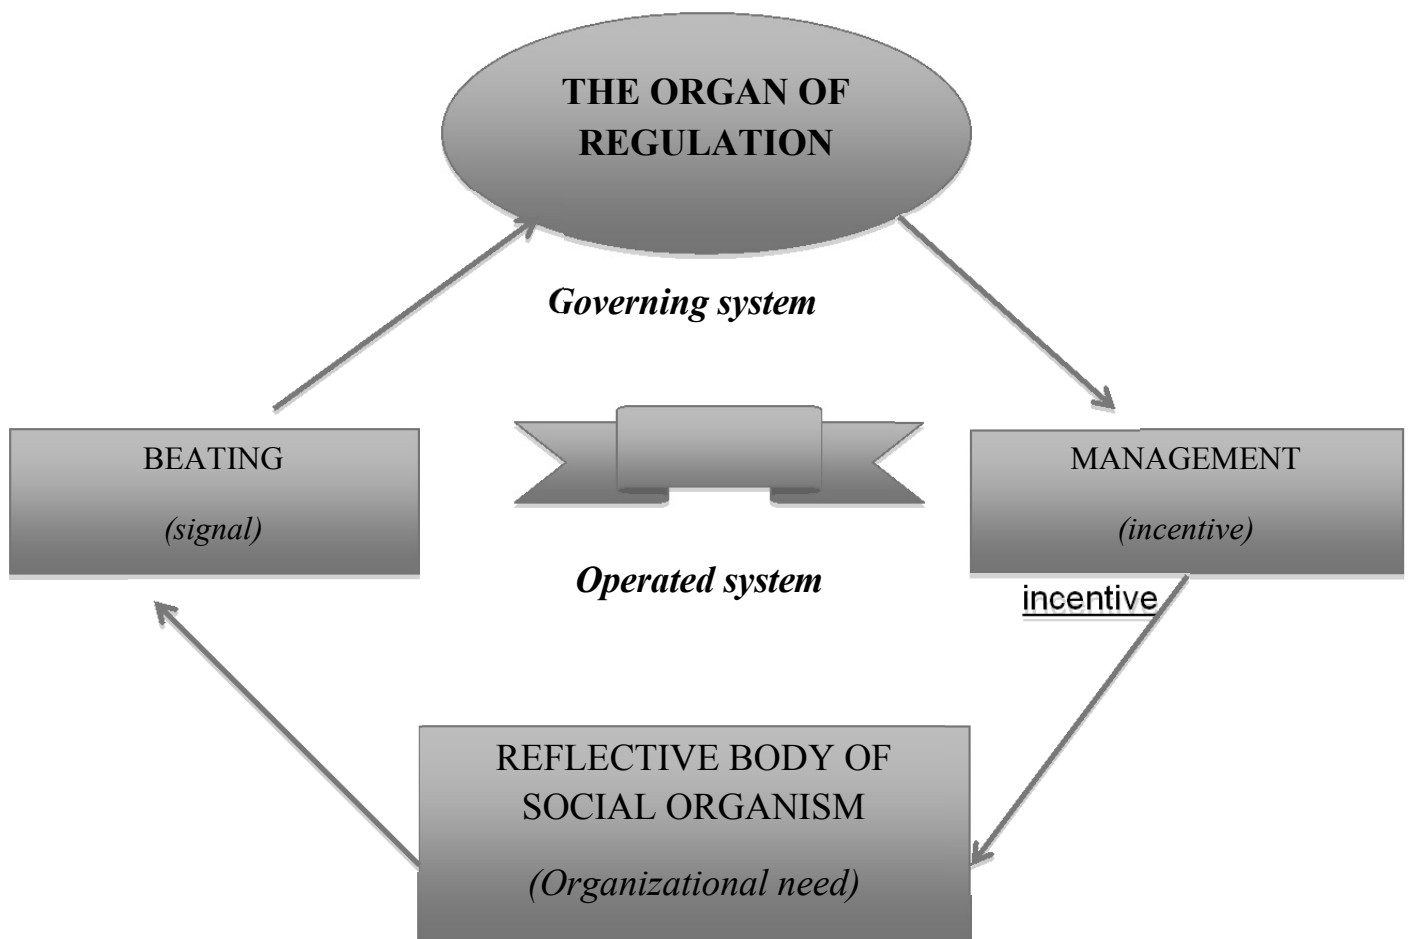 THE ORGAN OF
REGULATION
Governing system
BEATING
(signal)
MANAGEMENT
(incentive)
Operated system
incentive
REFLECTIVE BODY OF
SOCIAL ORGANISM
(Organizational need)